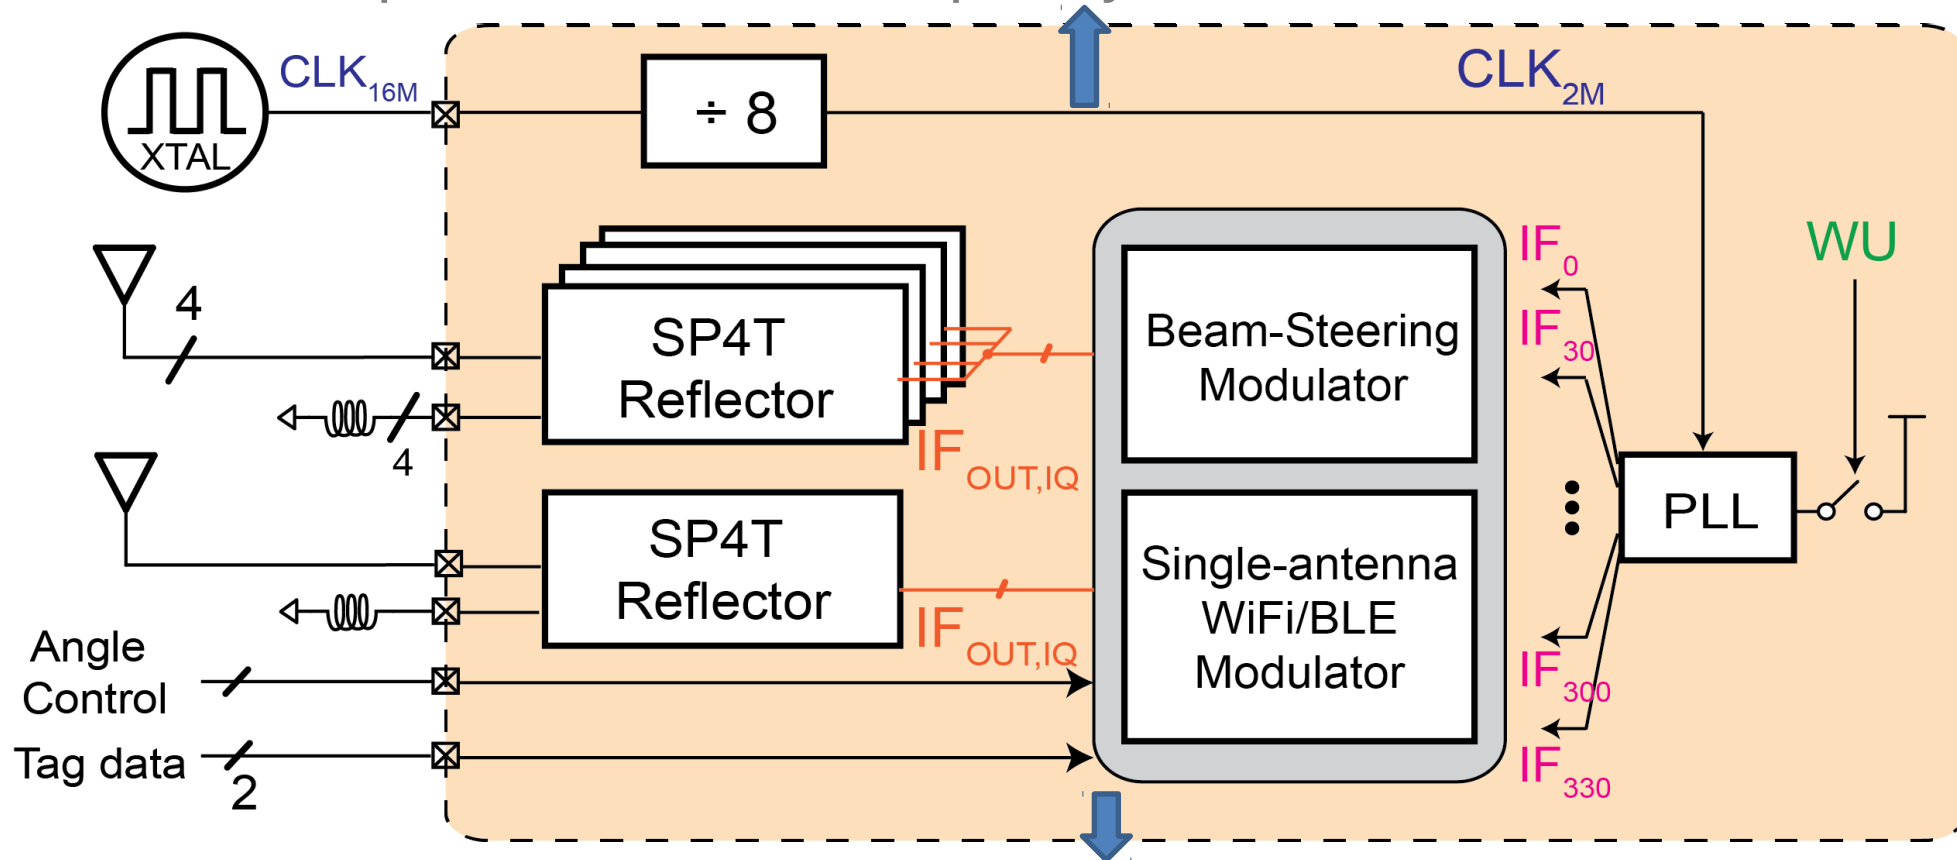 CLK16M
XTAL
÷ 8
CLK2M
4
SP4T
Reflector
4
IFOUT,IQ
SP4T
Reflector
IFOUT,IQ
Angle
Control
Tag data
2
Beam-Steering
Modulator
Single-antenna
WiFi/BLE
Modulator
IF0
IF30
IF300
IF330
WU
PLL